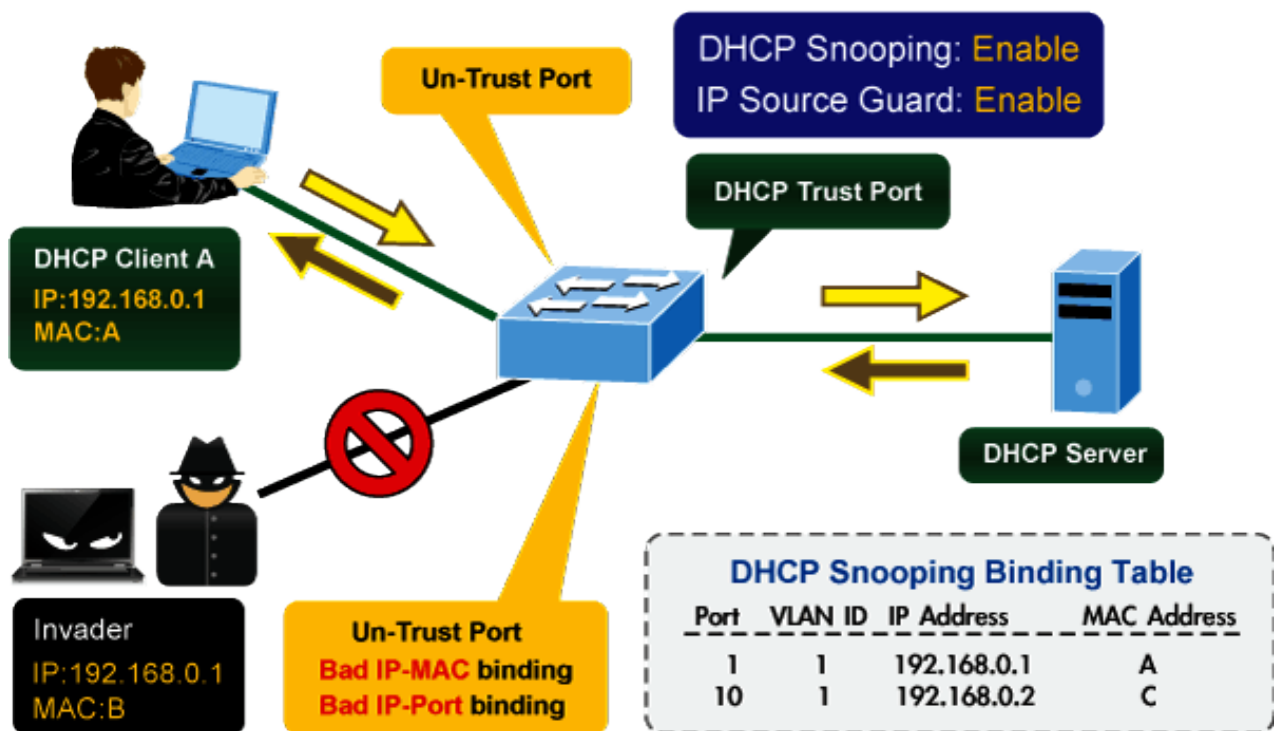 DHCP Snooping: Enable
IP Source Guard: Enable
Un-Trust Port
DHCP Trust Port
DHCP Client A
IP:192.168.0.1
MAC:A
DHCP Server
Invader
IP:192.168.0.1
MAC:B
Un-Trust Port
Bad IP-MAC binding
Bad IP-Port binding
DHCP Snooping Binding Table
Port VLAN ID IP Address MAC Address
1 1 192.168.0.1 A
10 1 192.168.0.2 C